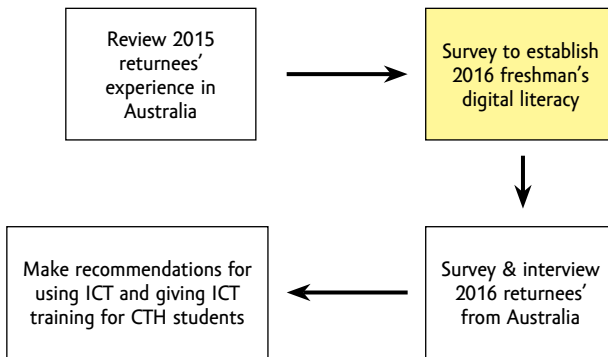 Review 2015
returnees’
experience in
Australia
Survey to establish
2016 freshman’s
digital literacy
Survey & interview
2016 returnees’
from Australia
Make recommendations for
using ICT and giving ICT
training for CTH students